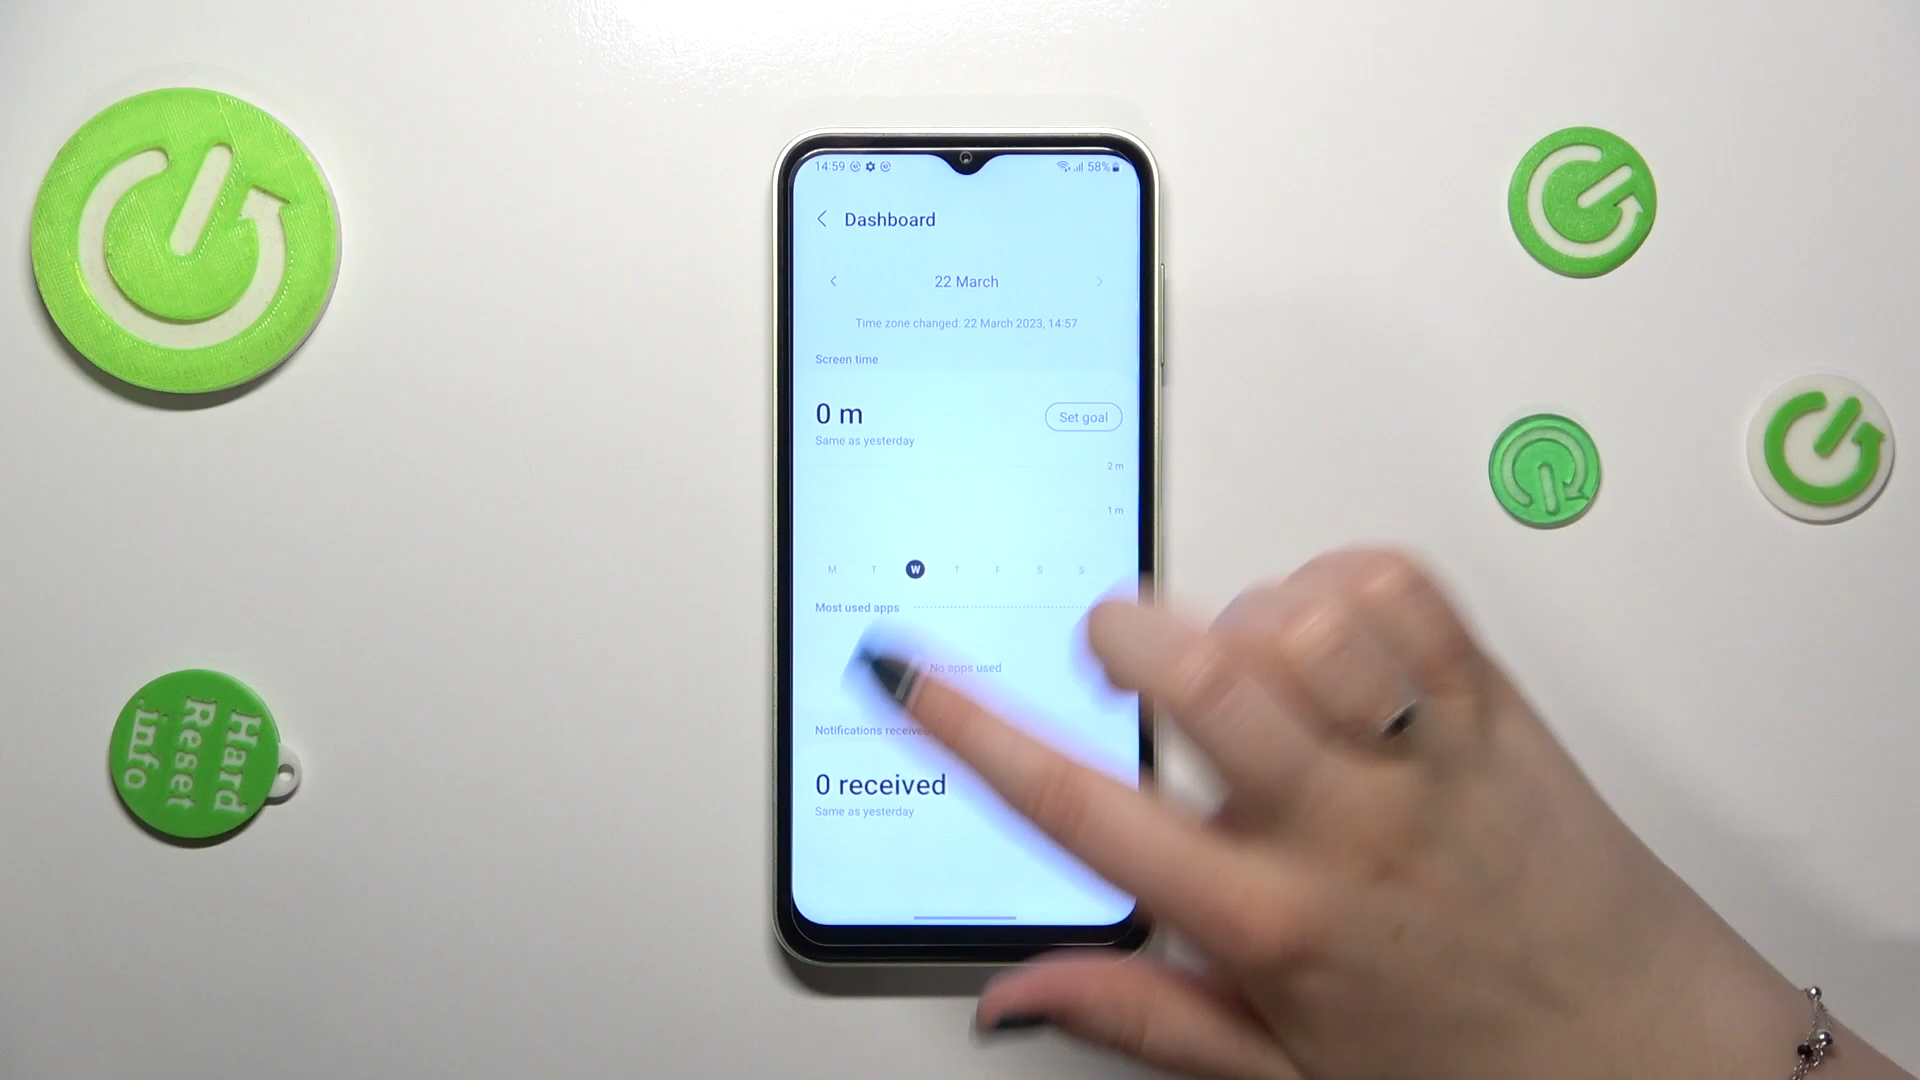 14:59
58%
Dashboard
22 March
Time zone changed: 22 March 2023, 14:57
Screen time
0 m
Set goal
Same as yesterday
2 m
1 m
M T W T F S S
Most used apps
No apps used
Notifications received
0 received
Same as yesterday
Hard
Reset
.info